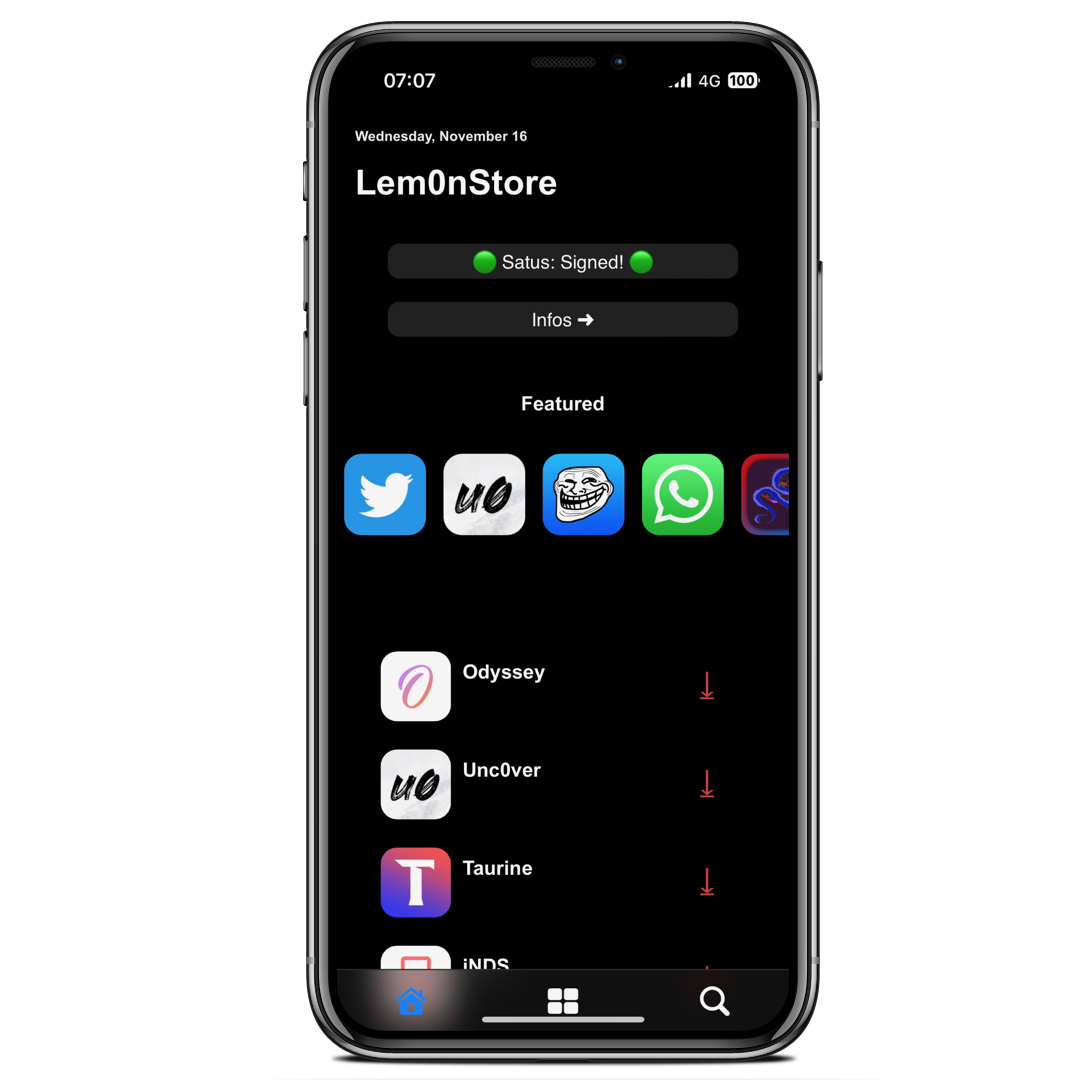 07:07
4G 100
Wednesday, November 16
Lem0nStore
Satus: Signed!
Infos ➜
Featured
u0
Odyssey
O
Unc0ver
u0
Taurine
T
iNDS